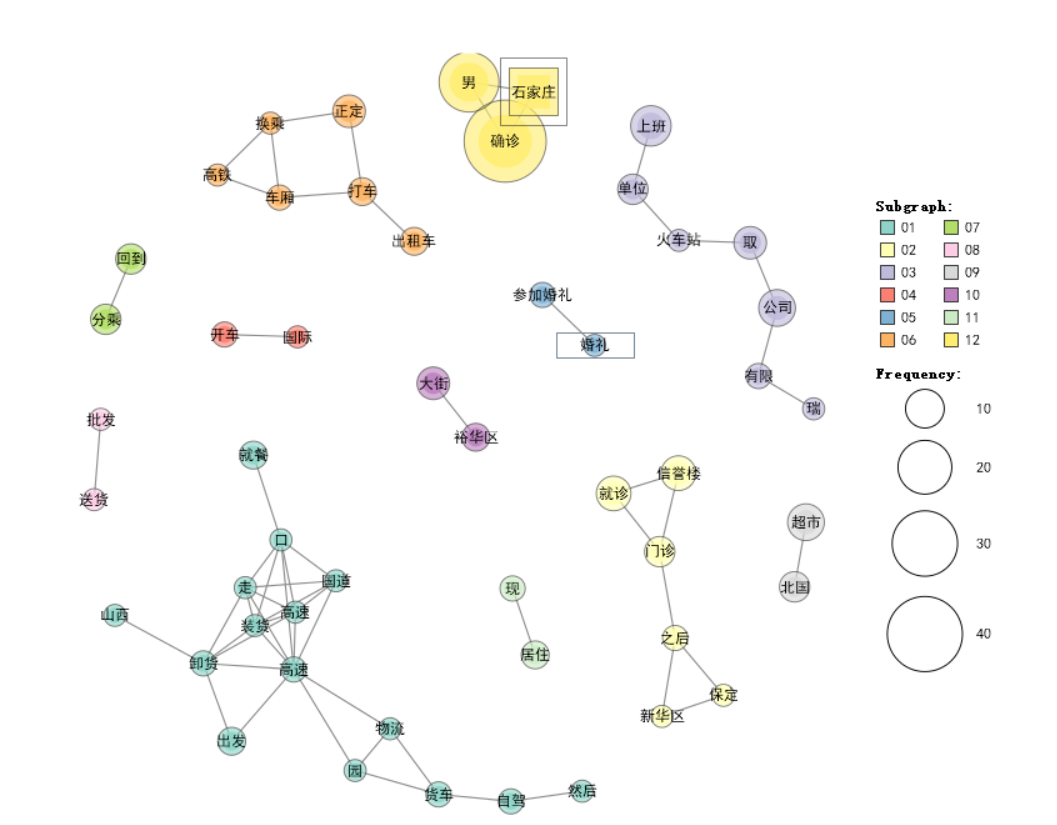 男
石家庄
确诊
换乘
正定
高铁
车厢
打车
出租车
上班
单位
火车站
取
公司
有限
瑞
回到
分乘
开车
国际
参加婚礼
婚礼
大街
裕华区
批发
送货
就餐
口
走
国道
高速
装货
山西
卸货
高速
出发
物流
园
货车
自驾
然后
信誉楼
就诊
门诊
之后
保定
新华区
超市
北国
现
居住
Subgraph:
01 07
02 08
03 09
04 10
05 11
06 12
Frequency:
10
20
30
40